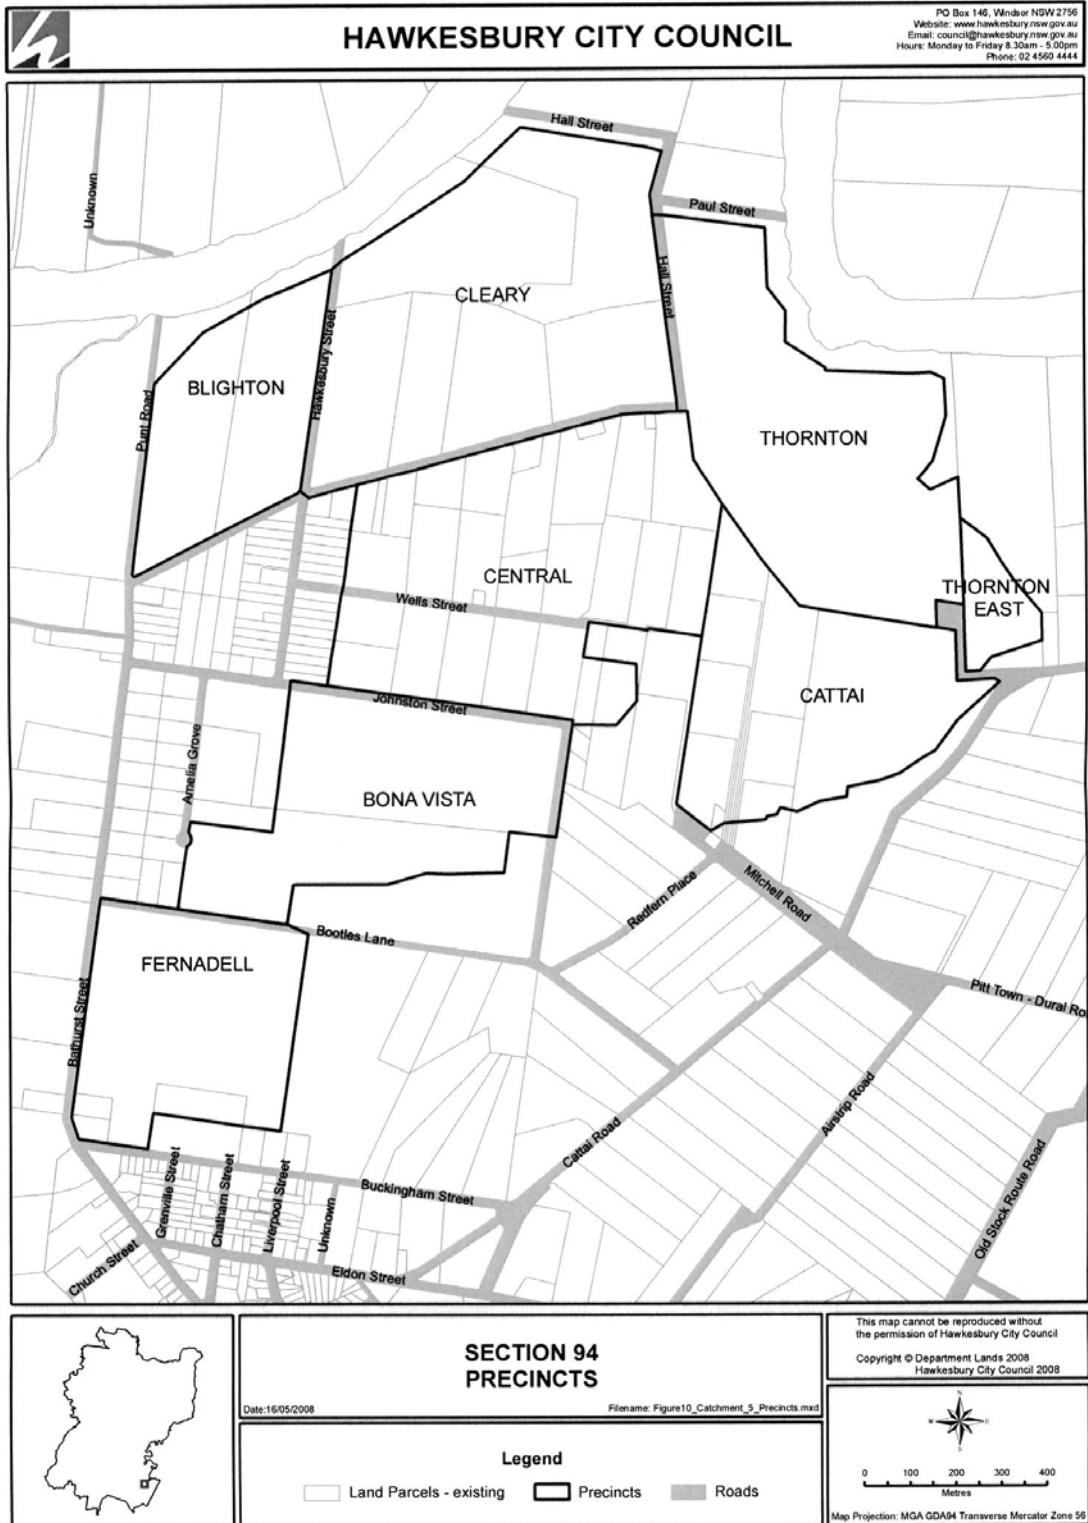 HAWKESBURY CITY COUNCIL
PO Box 146, Windsor NSW 2756
Website: www.hawkesbury.nsw.gov.au
Email: council@hawkesbury.nsw.gov.au
Hours: Monday to Friday 8.30am - 5.00pm
Phone: 02 4560 4444
Hall Street
Unknown
Paul Street
Hall Street
CLEARY
Hawkesbury Street
BLIGHTON
Punt Road
THORNTON
CENTRAL
THORNTON
EAST
Wells Street
CATTAI
Johnston Street
Amelia Grove
BONA VISTA
Mitchell Road
Redfern Place
Bootles Lane
FERNADELL
Pitt Town - Dural Ro
Bathurst Street
Airstrip Road
Cattai Road
Old Stock Route Road
Grenville Street
Chatham Street
Liverpool Street
Unknown
Buckingham Street
Church Street
Eldon Street
SECTION 94
PRECINCTS
Date:16/05/2008
Filename: Figure10_Catchment_5_Precincts.mxd
Legend
Land Parcels - existing
Precincts
Roads
This map cannot be reproduced without
the permission of Hawkesbury City Council
Copyright © Department Lands 2008
Hawkesbury City Council 2008
N
W
E
S
0 100 200 300 400
Metres
Map Projection: MGA GDA94 Transverse Mercator Zone 56